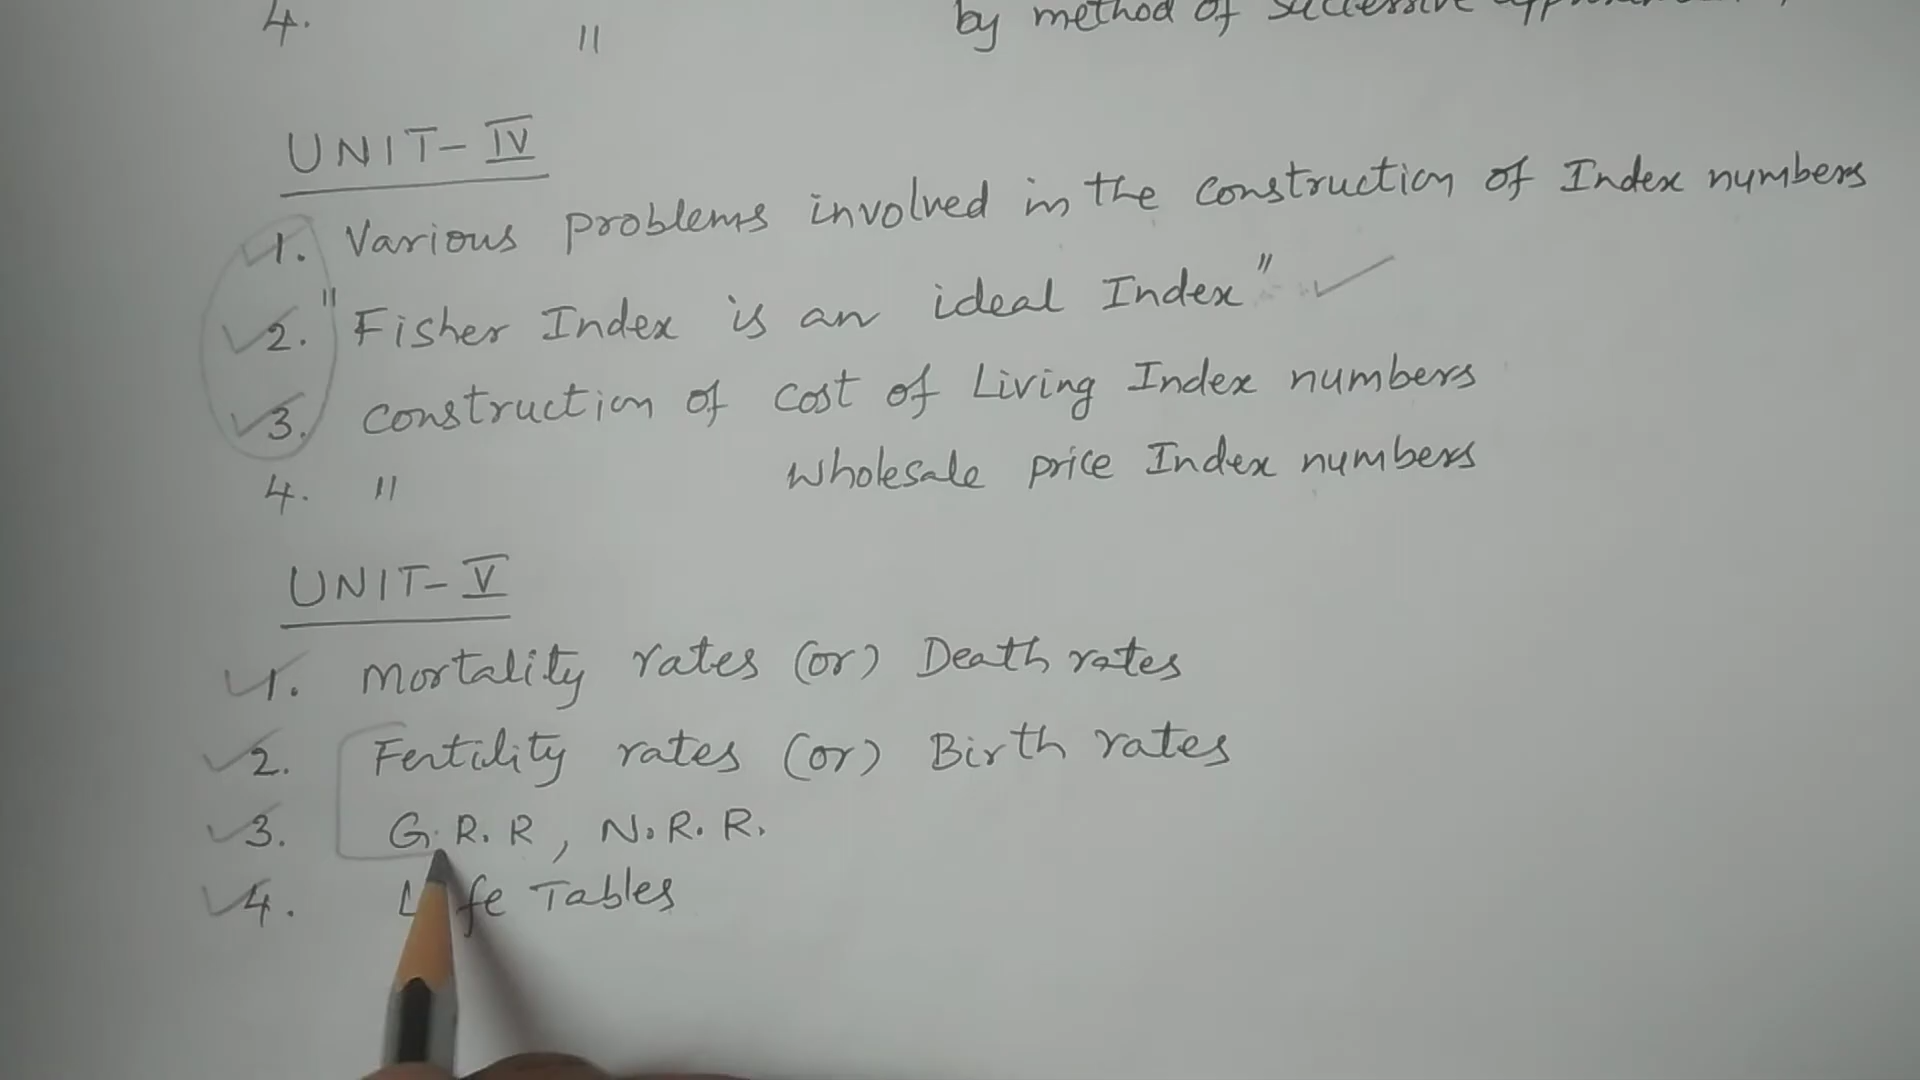 4. " by method of successive
UNIT-IV
1. Various problems involved in the construction of Index numbers
2. "Fisher Index is an ideal Index"
3. Construction of cost of Living Index numbers
4. " Wholesale price Index numbers
UNIT-V
1. Mortality rates (or) Death rates
2. Fertility rates (or) Birth rates
3. G.R.R, N.R.R.
4. Life Tables